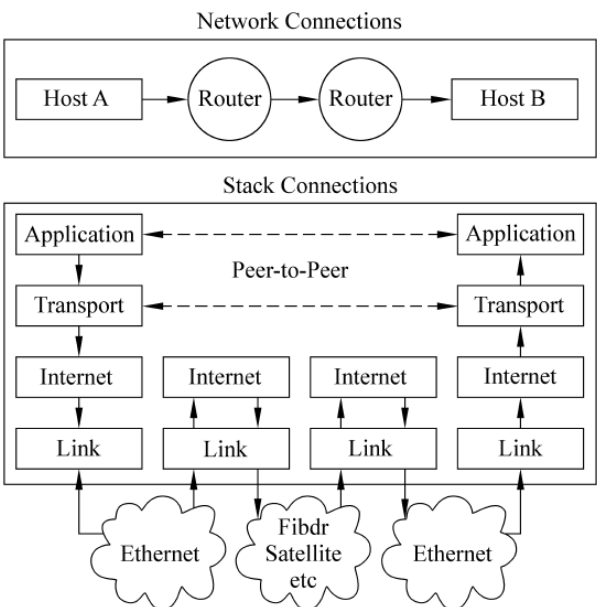 Network Connections
Host A Router Router Host B
Stack Connections
Application Application
Peer-to-Peer
Transport Transport
Internet Internet Internet Internet
Link Link Link Link
Ethernet Fibdr Ethernet
Satellite
etc